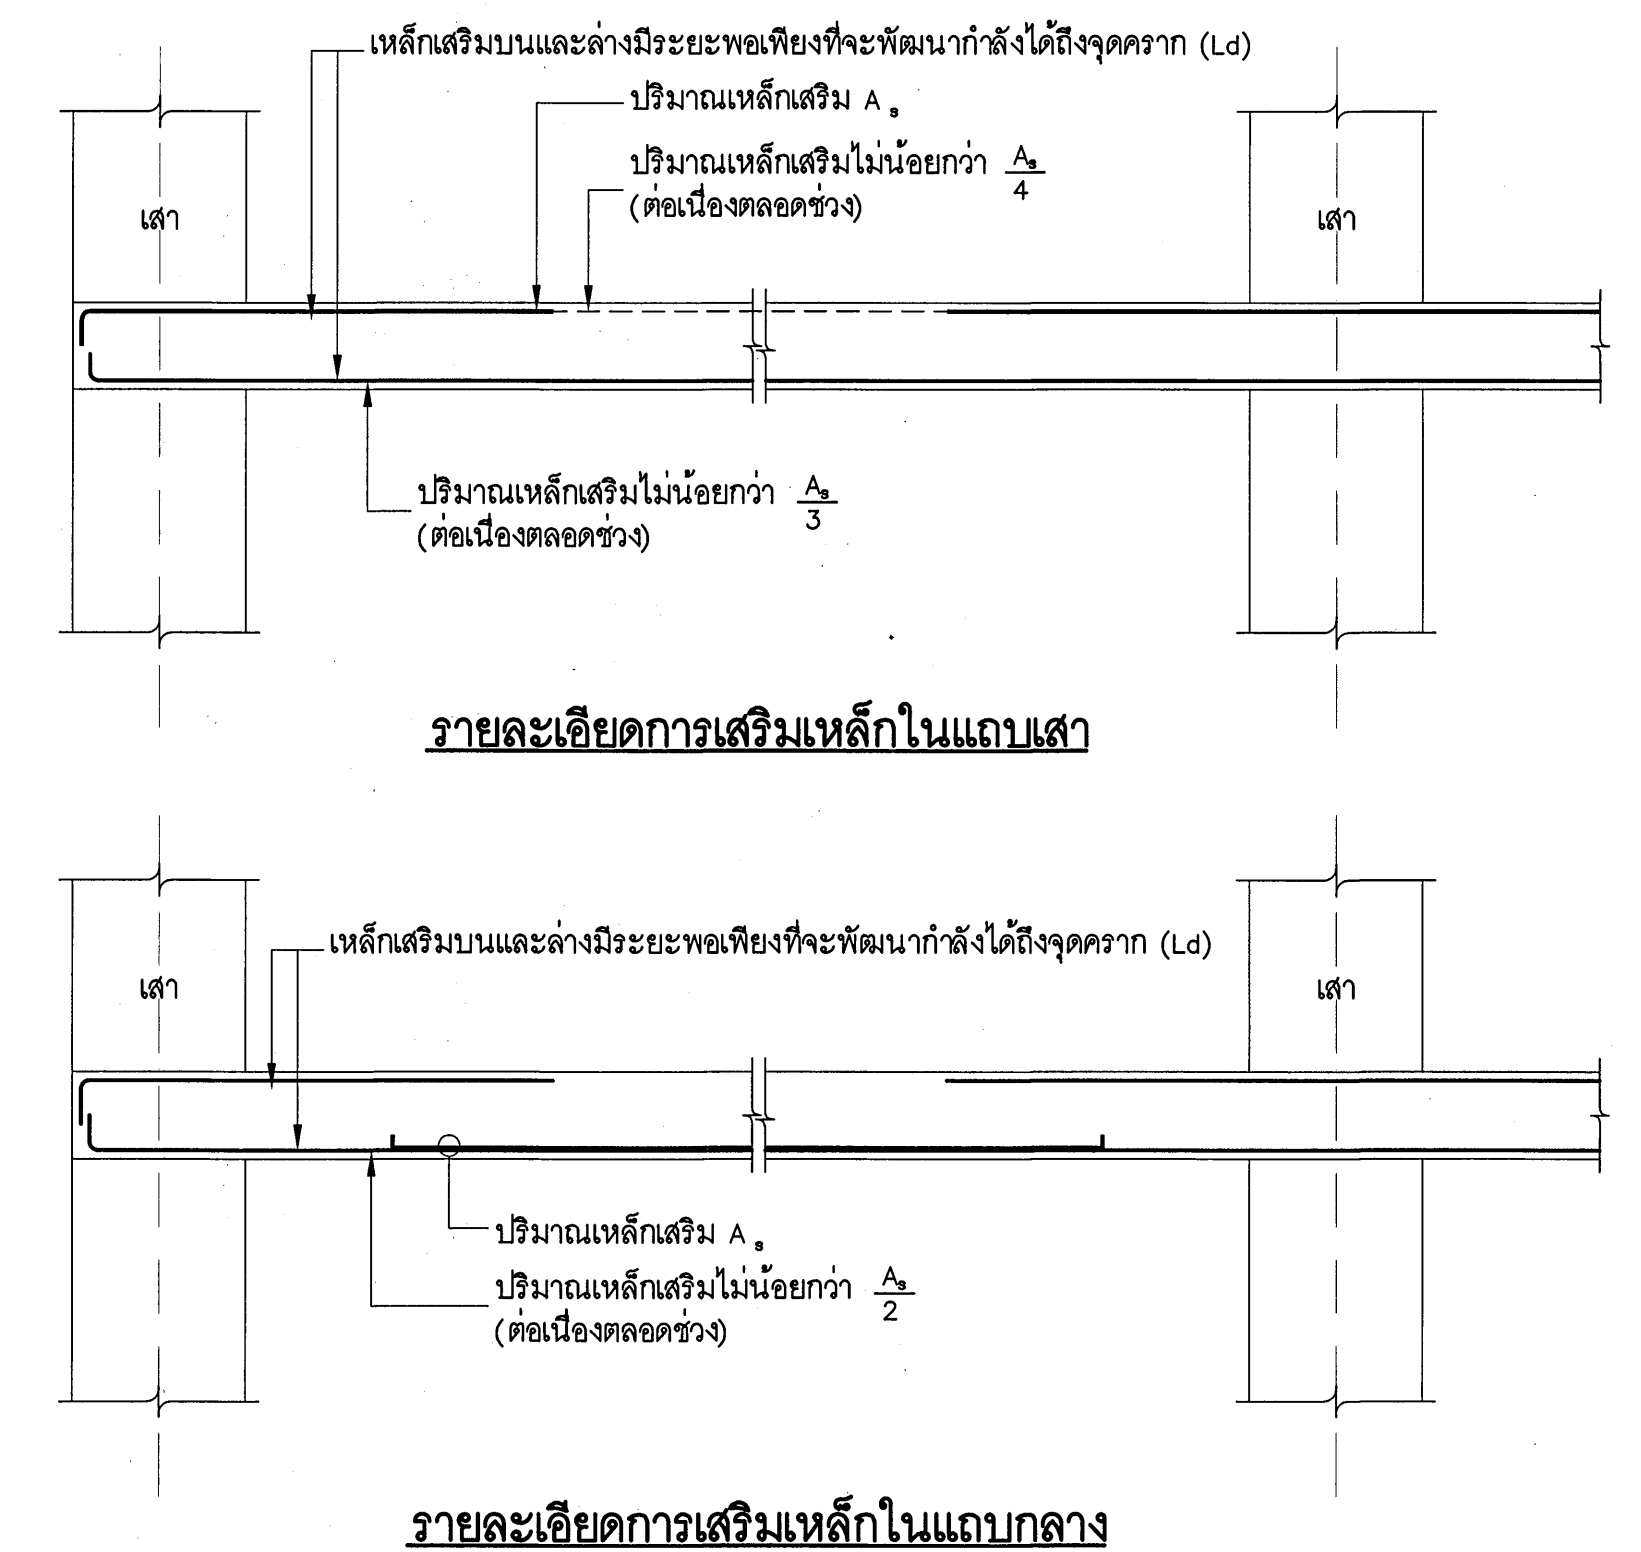 เหล็กเสริมบนและล่างมีระยะพอเพียงที่จะพัฒนากำลังได้ถึงจุดคราก (Ld)
ปริมาณเหล็กเสริม As
ปริมาณเหล็กเสริมไม่น้อยกว่า As/4
(ต่อเนื่องตลอดช่วง)
เสา
เสา
ปริมาณเหล็กเสริมไม่น้อยกว่า As/3
(ต่อเนื่องตลอดช่วง)
รายละเอียดการเสริมเหล็กในแถบเสา
เหล็กเสริมบนและล่างมีระยะพอเพียงที่จะพัฒนากำลังได้ถึงจุดคราก (Ld)
เสา
เสา
ปริมาณเหล็กเสริม As
ปริมาณเหล็กเสริมไม่น้อยกว่า As/2
(ต่อเนื่องตลอดช่วง)
รายละเอียดการเสริมเหล็กในแถบกลาง